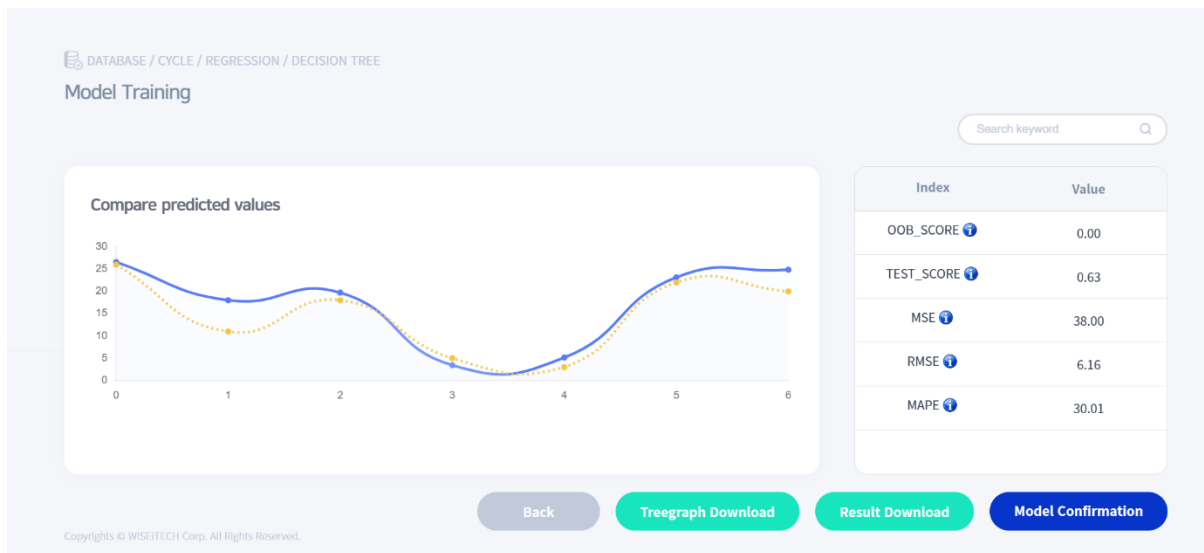 DATABASE / CYCLE / REGRESSION / DECISION TREE
Model Training
Search keyword
Compare predicted values
30
25
20
15
10
5
0
0 1 2 3 4 5 6
Index Value
OOB_SCORE 0.00
TEST_SCORE 0.63
MSE 38.00
RMSE 6.16
MAPE 30.01
Back Treegraph Download Result Download Model Confirmation
Copyrights © WISEiTECH Corp. All Rights Reserved.